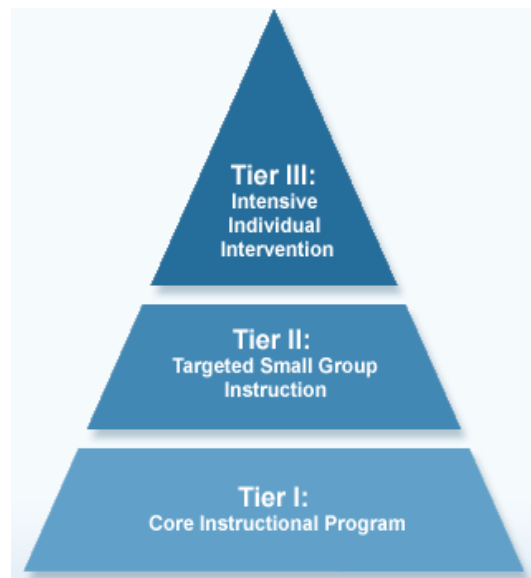 Tier III:
Intensive
Individual
Intervention
Tier II:
Targeted Small Group
Instruction
Tier I:
Core Instructional Program